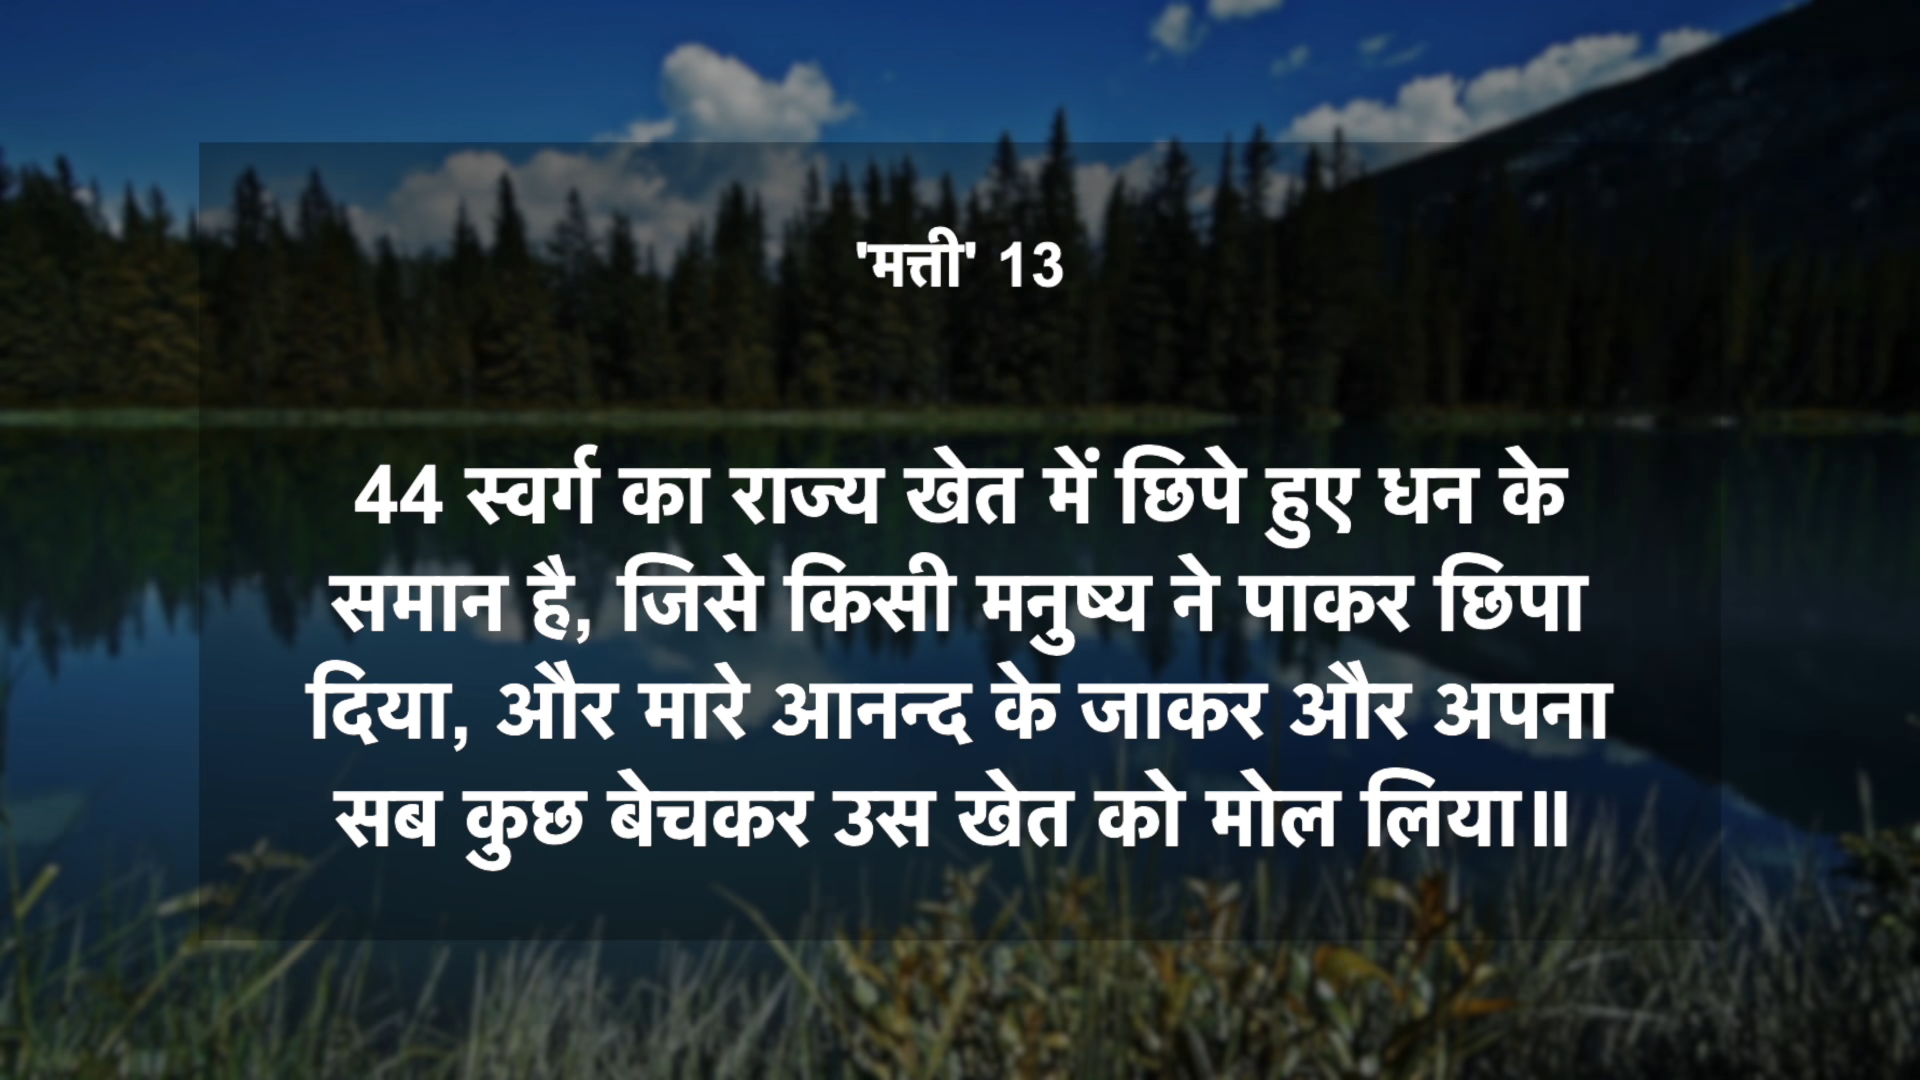 'मत्ती' 13
44 स्वर्ग का राज्य खेत में छिपे हुए धन के
समान है, जिसे किसी मनुष्य ने पाकर छिपा
दिया, और मारे आनन्द के जाकर और अपना
सब कुछ बेचकर उस खेत को मोल लिया॥